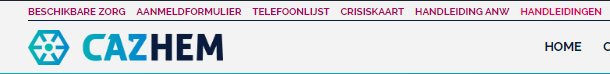 BESCHIKBARE ZORG AANMELDFORMULIER TELEFOONLIJST CRISISKAART HANDLEIDING ANW HANDLEIDINGEN
CAZHEM
HOME